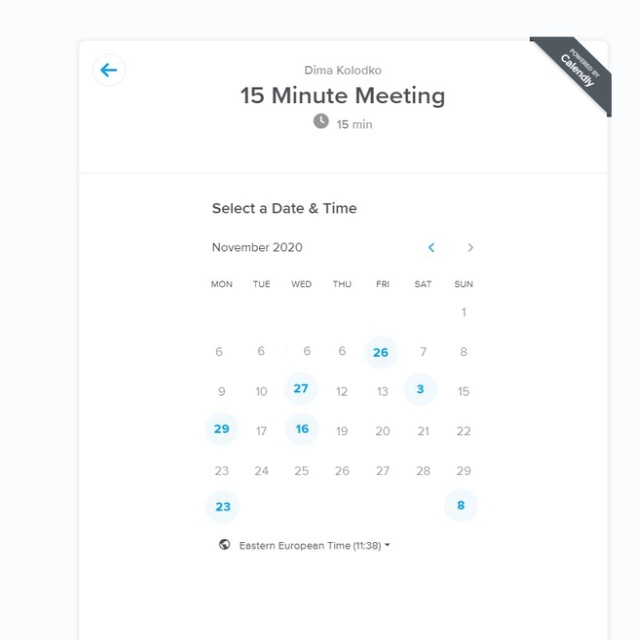 POWERED BY
Calendly
Dima Kolodko
15 Minute Meeting
15 min
Select a Date & Time
November 2020
MON TUE WED THU FRI SAT SUN
1
6 6 6 6 26 7 8
9 10 27 12 13 3 15
29 17 16 19 20 21 22
23 24 25 26 27 28 29
23 8
Eastern European Time (11:38)